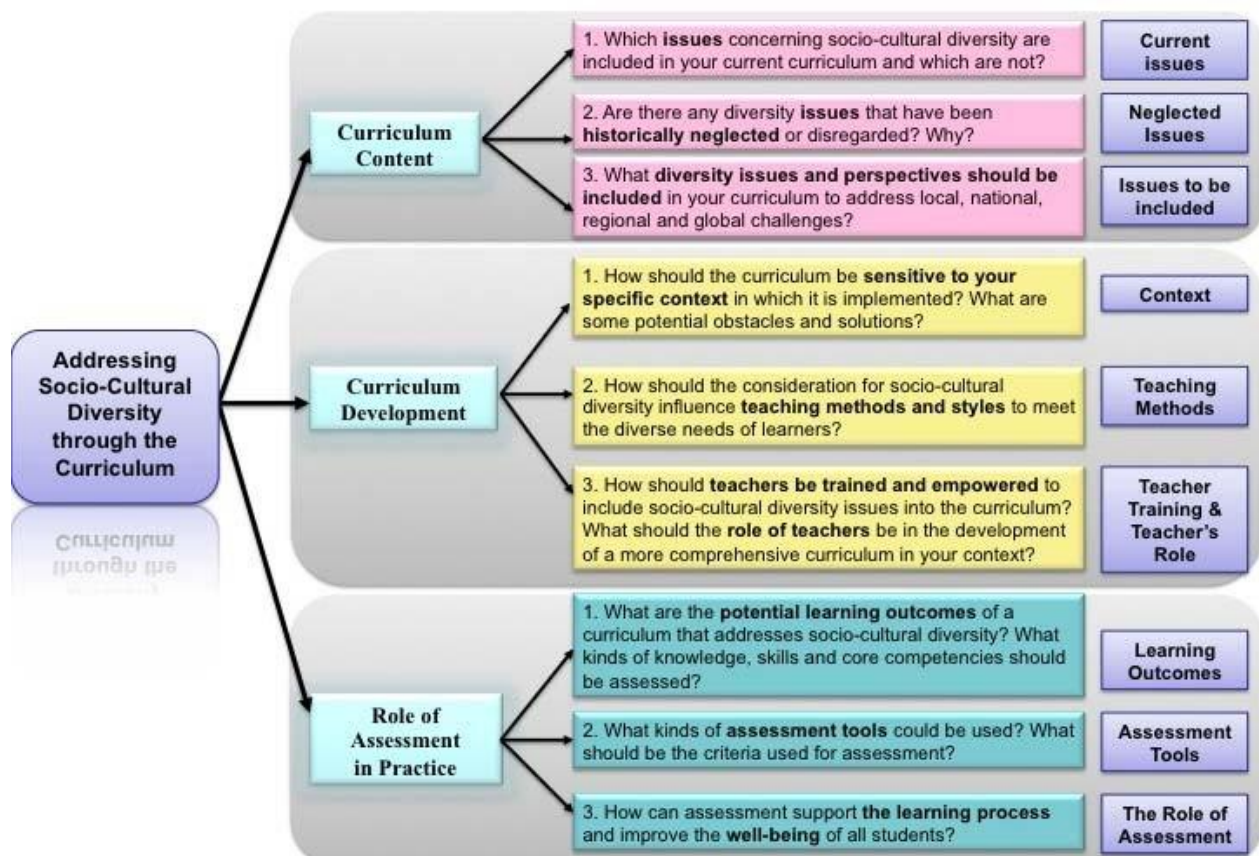 Addressing
Socio-Cultural
Diversity
through the
Curriculum
Curriculum
Content
1. Which issues concerning socio-cultural diversity are
included in your current curriculum and which are not?
Current
issues
2. Are there any diversity issues that have been
historically neglected or disregarded? Why?
Neglected
Issues
3. What diversity issues and perspectives should be
included in your curriculum to address local, national,
regional and global challenges?
Issues to be
included
Curriculum
Development
1. How should the curriculum be sensitive to your
specific context in which it is implemented? What are
some potential obstacles and solutions?
Context
2. How should the consideration for socio-cultural
diversity influence teaching methods and styles to meet
the diverse needs of learners?
Teaching
Methods
3. How should teachers be trained and empowered to
include socio-cultural diversity issues into the curriculum?
What should the role of teachers be in the development
of a more comprehensive curriculum in your context?
Teacher
Training &
Teacher's
Role
Role of
Assessment
in Practice
1. What are the potential learning outcomes of a
curriculum that addresses socio-cultural diversity? What
kinds of knowledge, skills and core competencies should
be assessed?
Learning
Outcomes
2. What kinds of assessment tools could be used? What
should be the criteria used for assessment?
Assessment
Tools
3. How can assessment support the learning process
and improve the well-being of all students?
The Role of
Assessment